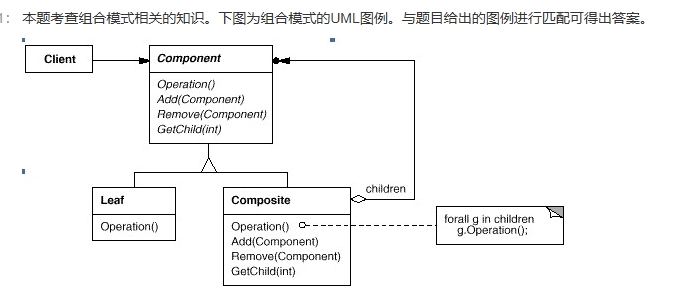 1： 本题考查组合模式相关的知识。下图为组合模式的UML图例。与题目给出的图例进行匹配可得出答案。
Client
Component
Operation()
Add(Component)
Remove(Component)
GetChild(int)
children
Leaf
Operation()
Composite
Operation()
Add(Component)
Remove(Component)
GetChild(int)
forall g in children
g.Operation();